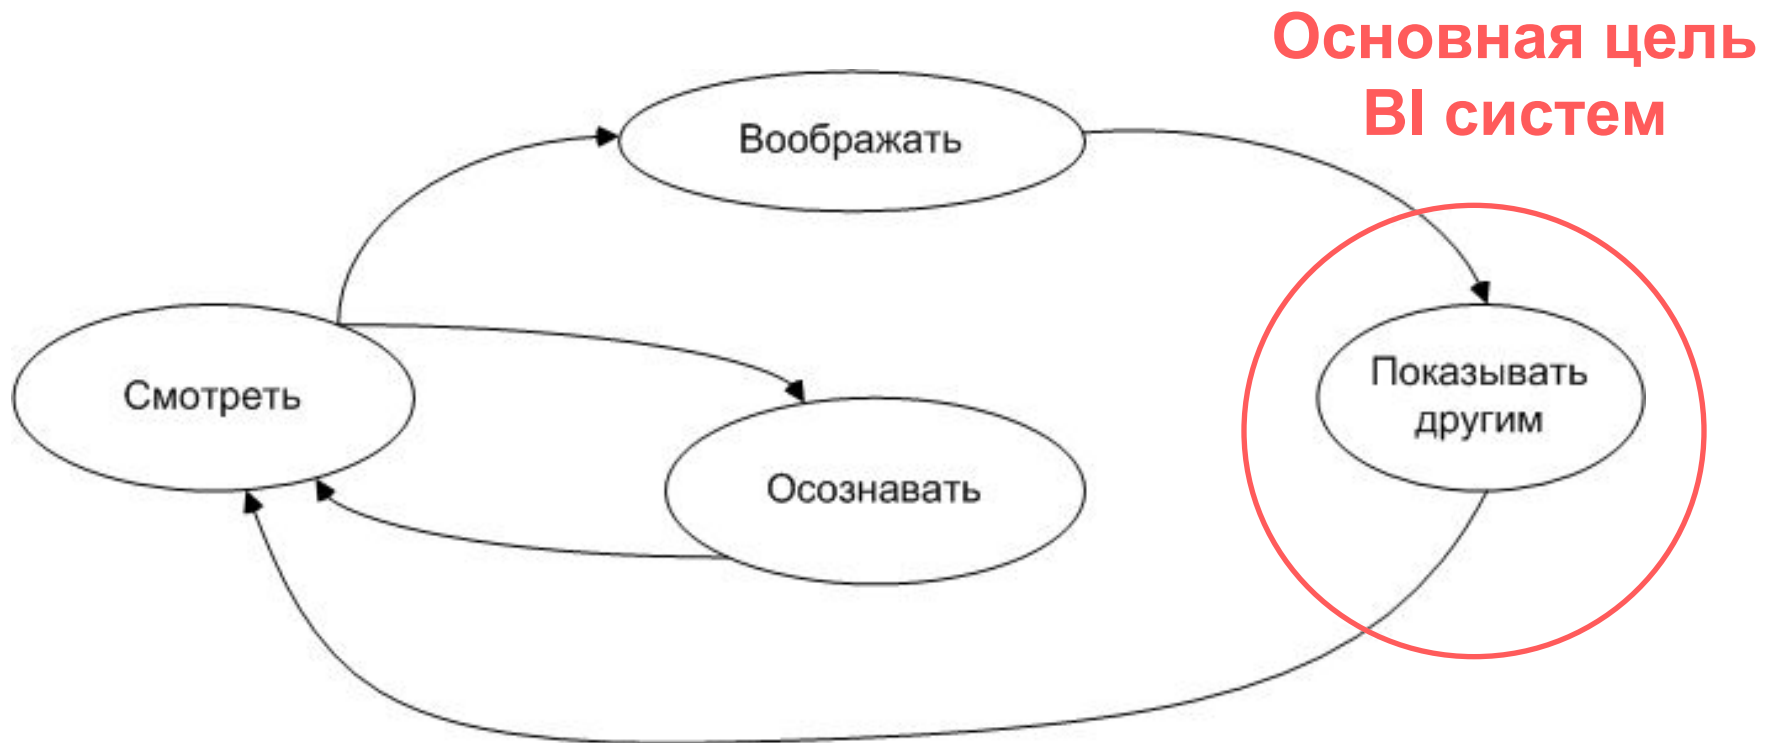 Основная цель
BI систем
Воображать
Смотреть
Показывать
другим
Осознавать